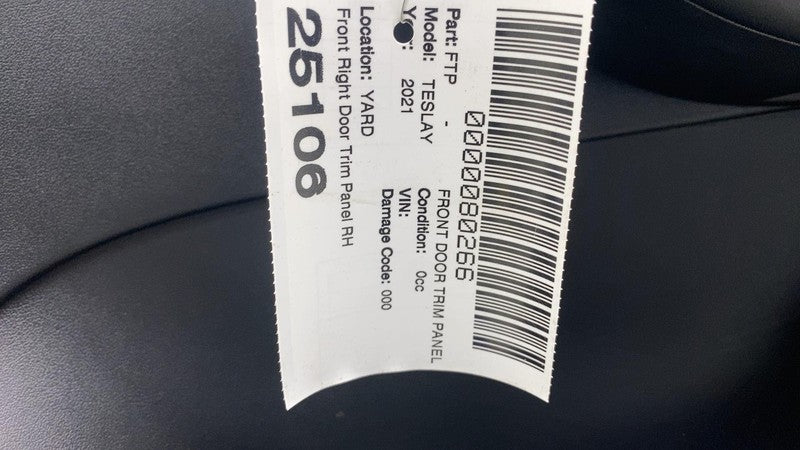 0000080266
Part: FTP - FRONT DOOR TRIM PANEL
Model: TESLAY Condition: 0cc
2021 VIN:
Damage Code: 000
Location: YARD
Front Right Door Trim Panel RH
25106